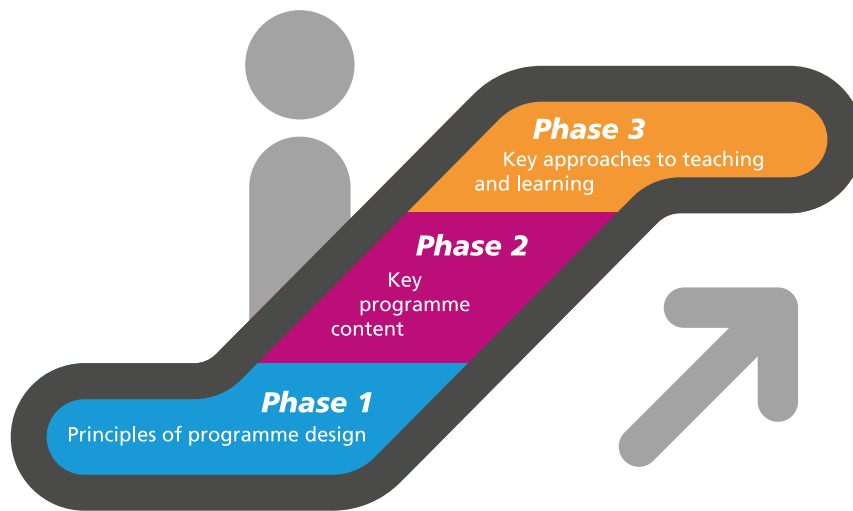 Phase 3
Key approaches to teaching
and learning
Phase 2
Key
programme
content
Phase 1
Principles of programme design